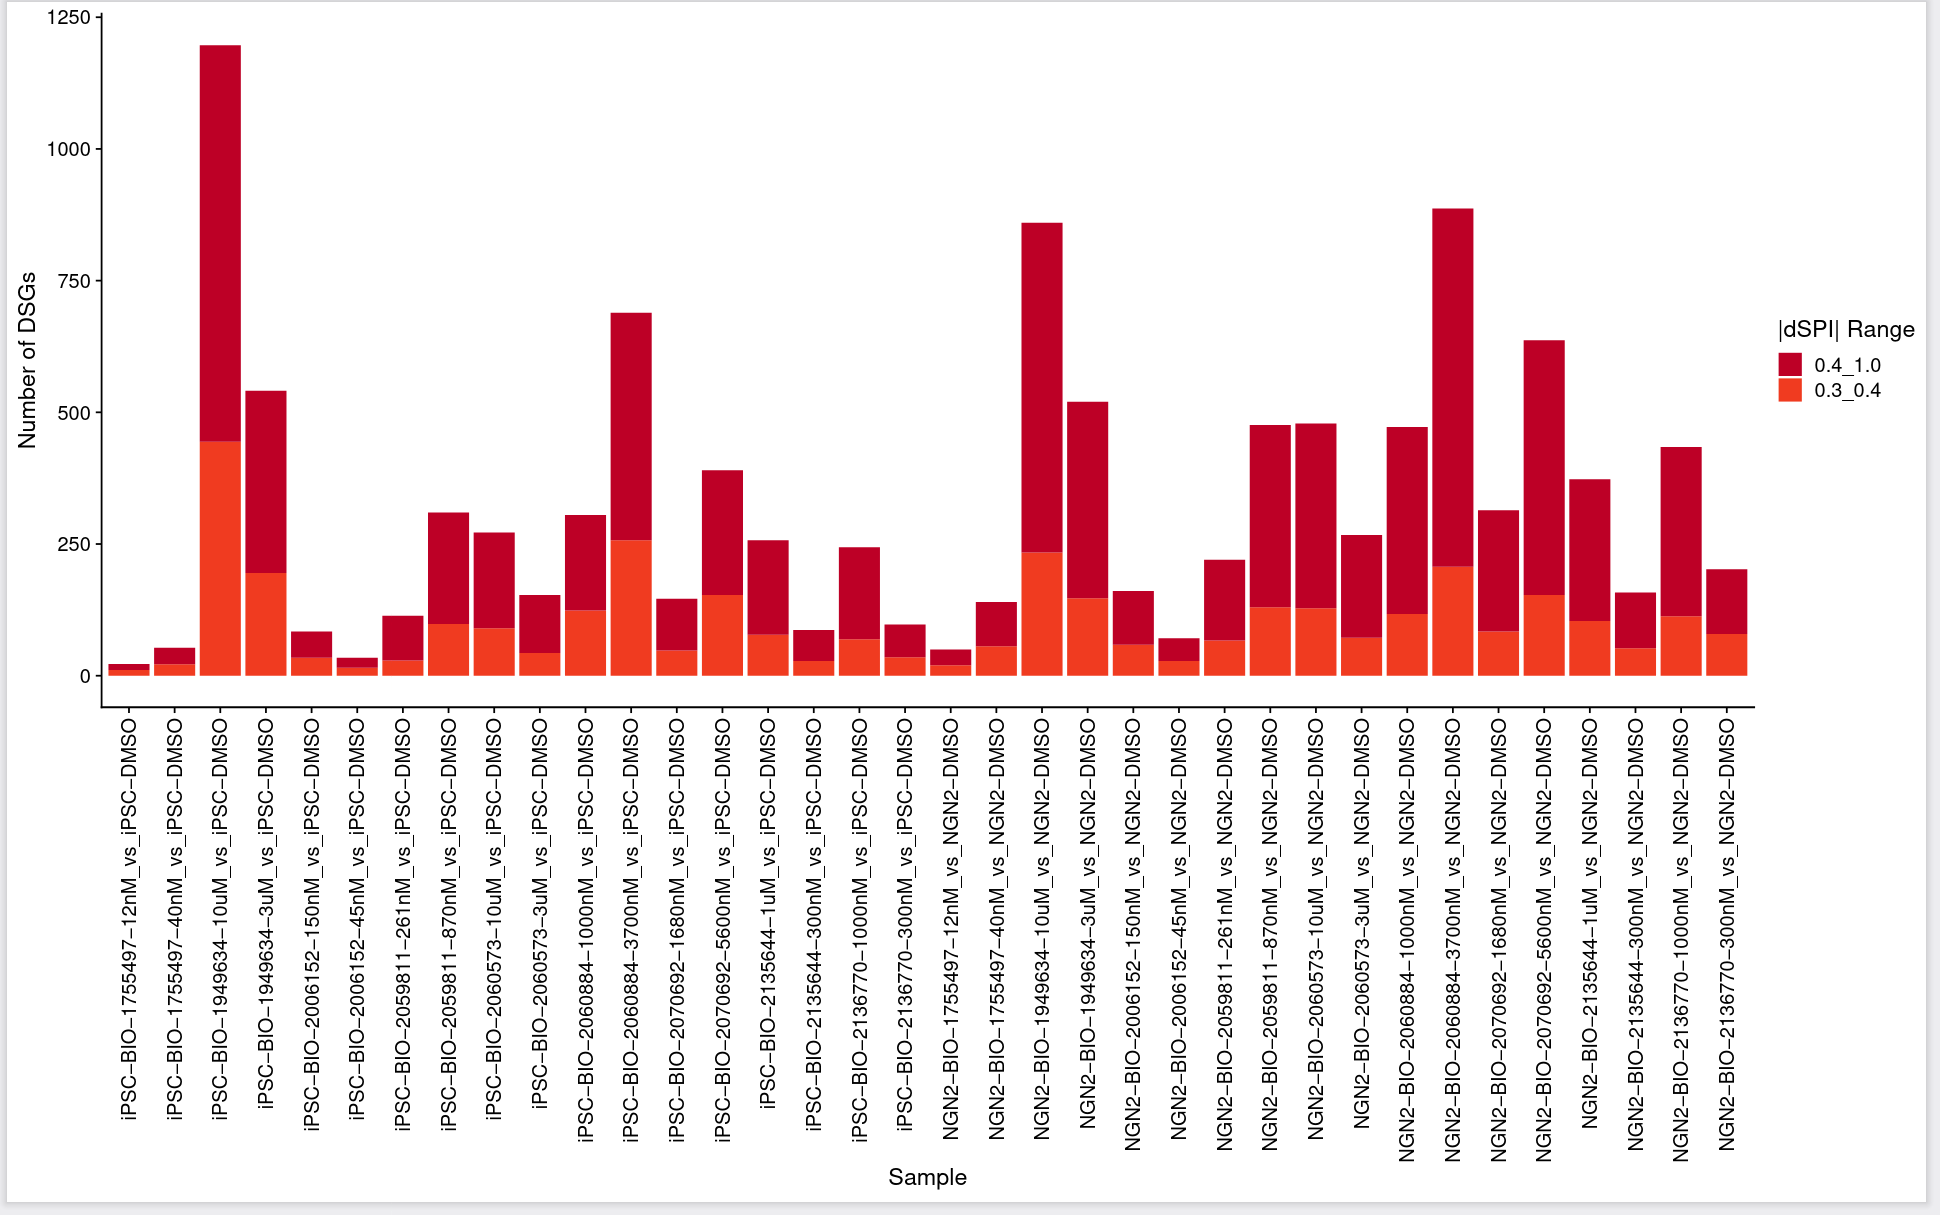 1250
1000
750
500
250
0
Number of DSGs
|dSPI| Range
0.4_1.0
0.3_0.4
iPSC−BIO−1755497−12nM_vs_iPSC−DMSO
iPSC−BIO−1755497−40nM_vs_iPSC−DMSO
iPSC−BIO−1949634−10uM_vs_iPSC−DMSO
iPSC−BIO−1949634−3uM_vs_iPSC−DMSO
iPSC−BIO−2006152−150nM_vs_iPSC−DMSO
iPSC−BIO−2006152−45nM_vs_iPSC−DMSO
iPSC−BIO−2059811−261nM_vs_iPSC−DMSO
iPSC−BIO−2059811−870nM_vs_iPSC−DMSO
iPSC−BIO−2060573−10uM_vs_iPSC−DMSO
iPSC−BIO−2060573−3uM_vs_iPSC−DMSO
iPSC−BIO−2060884−1000nM_vs_iPSC−DMSO
iPSC−BIO−2060884−3700nM_vs_iPSC−DMSO
iPSC−BIO−2070692−1680nM_vs_iPSC−DMSO
iPSC−BIO−2070692−5600nM_vs_iPSC−DMSO
iPSC−BIO−2135644−1uM_vs_iPSC−DMSO
iPSC−BIO−2135644−300nM_vs_iPSC−DMSO
iPSC−BIO−2136770−1000nM_vs_iPSC−DMSO
iPSC−BIO−2136770−300nM_vs_iPSC−DMSO
NGN2−BIO−1755497−12nM_vs_NGN2−DMSO
NGN2−BIO−1755497−40nM_vs_NGN2−DMSO
NGN2−BIO−1949634−10uM_vs_NGN2−DMSO
NGN2−BIO−1949634−3uM_vs_NGN2−DMSO
NGN2−BIO−2006152−150nM_vs_NGN2−DMSO
NGN2−BIO−2006152−45nM_vs_NGN2−DMSO
NGN2−BIO−2059811−261nM_vs_NGN2−DMSO
NGN2−BIO−2059811−870nM_vs_NGN2−DMSO
NGN2−BIO−2060573−10uM_vs_NGN2−DMSO
NGN2−BIO−2060573−3uM_vs_NGN2−DMSO
NGN2−BIO−2060884−1000nM_vs_NGN2−DMSO
NGN2−BIO−2060884−3700nM_vs_NGN2−DMSO
NGN2−BIO−2070692−1680nM_vs_NGN2−DMSO
NGN2−BIO−2070692−5600nM_vs_NGN2−DMSO
NGN2−BIO−2135644−1uM_vs_NGN2−DMSO
NGN2−BIO−2135644−300nM_vs_NGN2−DMSO
NGN2−BIO−2136770−1000nM_vs_NGN2−DMSO
NGN2−BIO−2136770−300nM_vs_NGN2−DMSO
Sample